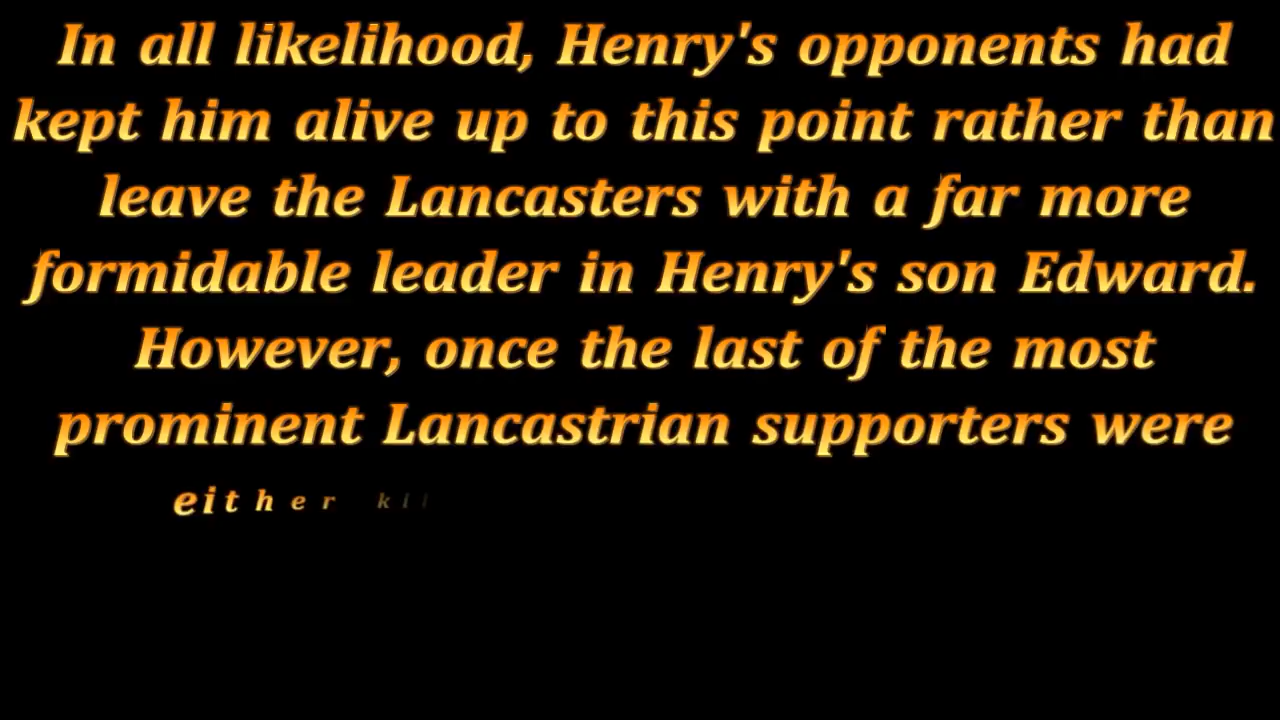 In all likelihood, Henry's opponents had
kept him alive up to this point rather than
leave the Lancasters with a far more
formidable leader in Henry's son Edward.
However, once the last of the most
prominent Lancastrian supporters were
either kil